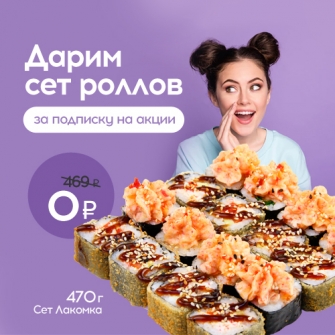 Дарим
сет роллов
за подписку на акции
469 ₽
0 ₽
470 г
Сет Лакомка